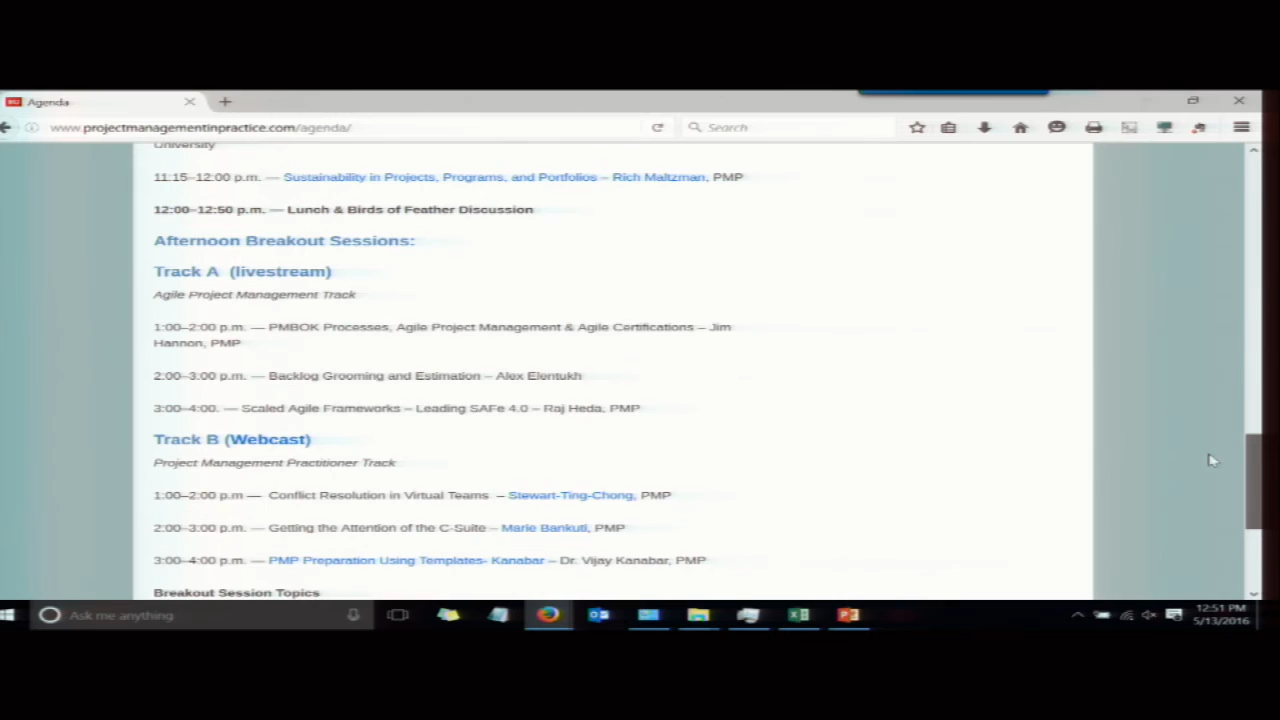 Agenda
www.projectmanagementinpractice.com/agenda/
Search
University
11:15–12:00 p.m. — Sustainability in Projects, Programs, and Portfolios – Rich Maltzman, PMP
12:00–12:50 p.m. — Lunch & Birds of Feather Discussion
Afternoon Breakout Sessions:
Track A (livestream)
Agile Project Management Track
1:00–2:00 p.m. — PMBOK Processes, Agile Project Management & Agile Certifications – Jim
Hannon, PMP
2:00–3:00 p.m. — Backlog Grooming and Estimation – Alex Elentukh
3:00–4:00. — Scaled Agile Frameworks – Leading SAFe 4.0 – Raj Heda, PMP
Track B (Webcast)
Project Management Practitioner Track
1:00–2:00 p.m — Conflict Resolution in Virtual Teams – Stewart-Ting-Chong, PMP
2:00–3:00 p.m. — Getting the Attention of the C-Suite – Marie Bankuti, PMP
3:00–4:00 p.m. — PMP Preparation Using Templates- Kanabar – Dr. Vijay Kanabar, PMP
Breakout Session Topics
Ask me anything
12:51 PM
5/13/2016